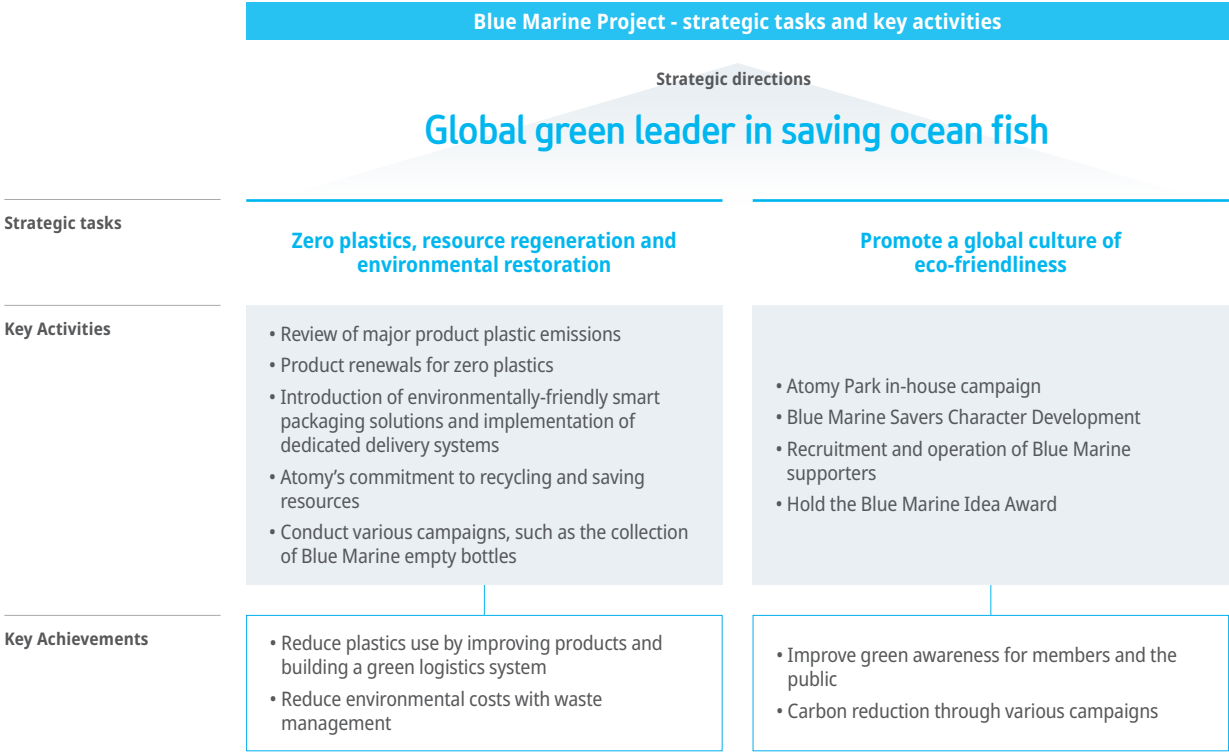 Blue Marine Project - strategic tasks and key activities
Strategic directions
Global green leader in saving ocean fish
Strategic tasks
Zero plastics, resource regeneration and
environmental restoration
Promote a global culture of
eco-friendliness
Key Activities
• Review of major product plastic emissions
• Product renewals for zero plastics
• Introduction of environmentally-friendly smart
packaging solutions and implementation of
dedicated delivery systems
• Atomy’s commitment to recycling and saving
resources
• Conduct various campaigns, such as the collection
of Blue Marine empty bottles
• Atomy Park in-house campaign
• Blue Marine Savers Character Development
• Recruitment and operation of Blue Marine
supporters
• Hold the Blue Marine Idea Award
Key Achievements
• Reduce plastics use by improving products and
building a green logistics system
• Reduce environmental costs with waste
management
• Improve green awareness for members and the
public
• Carbon reduction through various campaigns